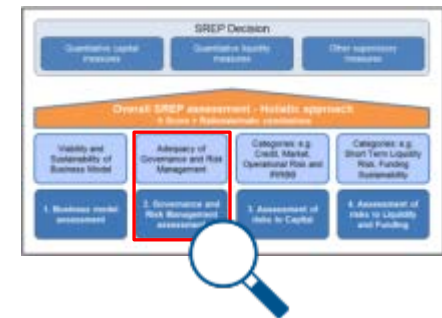 SREP Decision
Quantitative capital
measures
Quantitative liquidity
measures
Other supervisory
measures
Overall SREP assessment - Holistic approach
Viability and
Sustainability of
Business Model
Adequacy of
Governance and Risk
Management
Categories: e.g.
Credit, Market,
Operational Risk and
IRRBB
Categories: e.g.
Short Term Liquidity
Risk, Funding
Sustainability
1. Business model
assessment
2. Governance and
Risk Management
assessment
3. Assessment of
risks to Capital
4. Assessment of
risks to Liquidity
and Funding